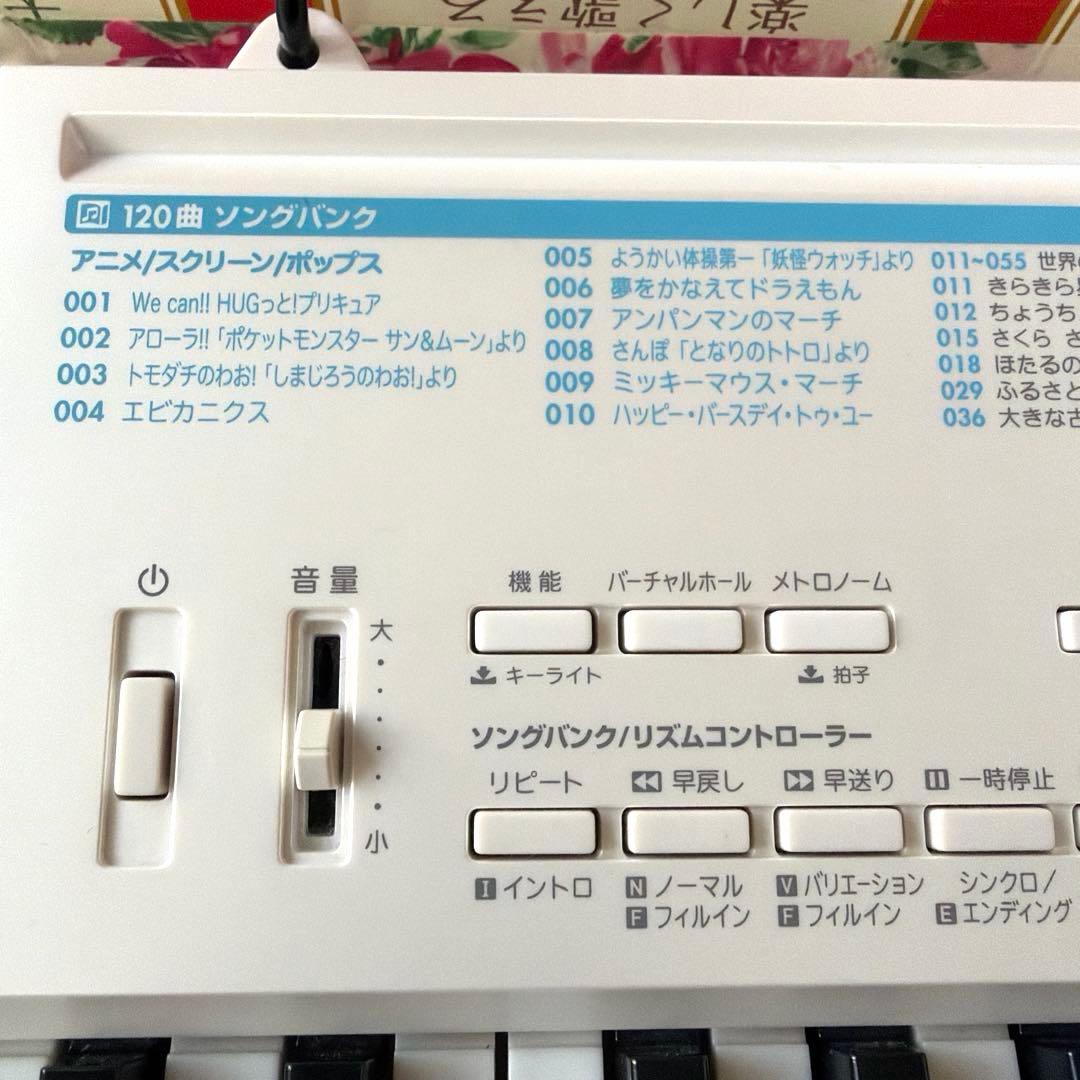 楽しく歌える
120曲 ソングバンク
アニメ/スクリーン/ポップス
001 We can!! HUGっと!プリキュア
002 アローラ!!「ポケットモンスター サン&ムーン」より
003 トモダチのわお!「しまじろうのわお!」より
004 エビカニクス
005 ようかい体操第一「妖怪ウォッチ」より
006 夢をかなえてドラえもん
007 アンパンマンのマーチ
008 さんぽ「となりのトトロ」より
009 ミッキーマウス・マーチ
010 ハッピー・バースデイ・トゥ・ユー
011~055 世界
011 きらきら
012 ちょうち
015 さくら さ
018 ほたるの
029 ふるさと
036 大きな古
音量
大
小
機能 バーチャルホール メトロノーム
キーライト 拍子
ソングバンク/リズムコントローラー
リピート 早戻し 早送り 一時停止
I イントロ N ノーマル V バリエーション シンクロ/
F フィルイン F フィルイン E エンディング